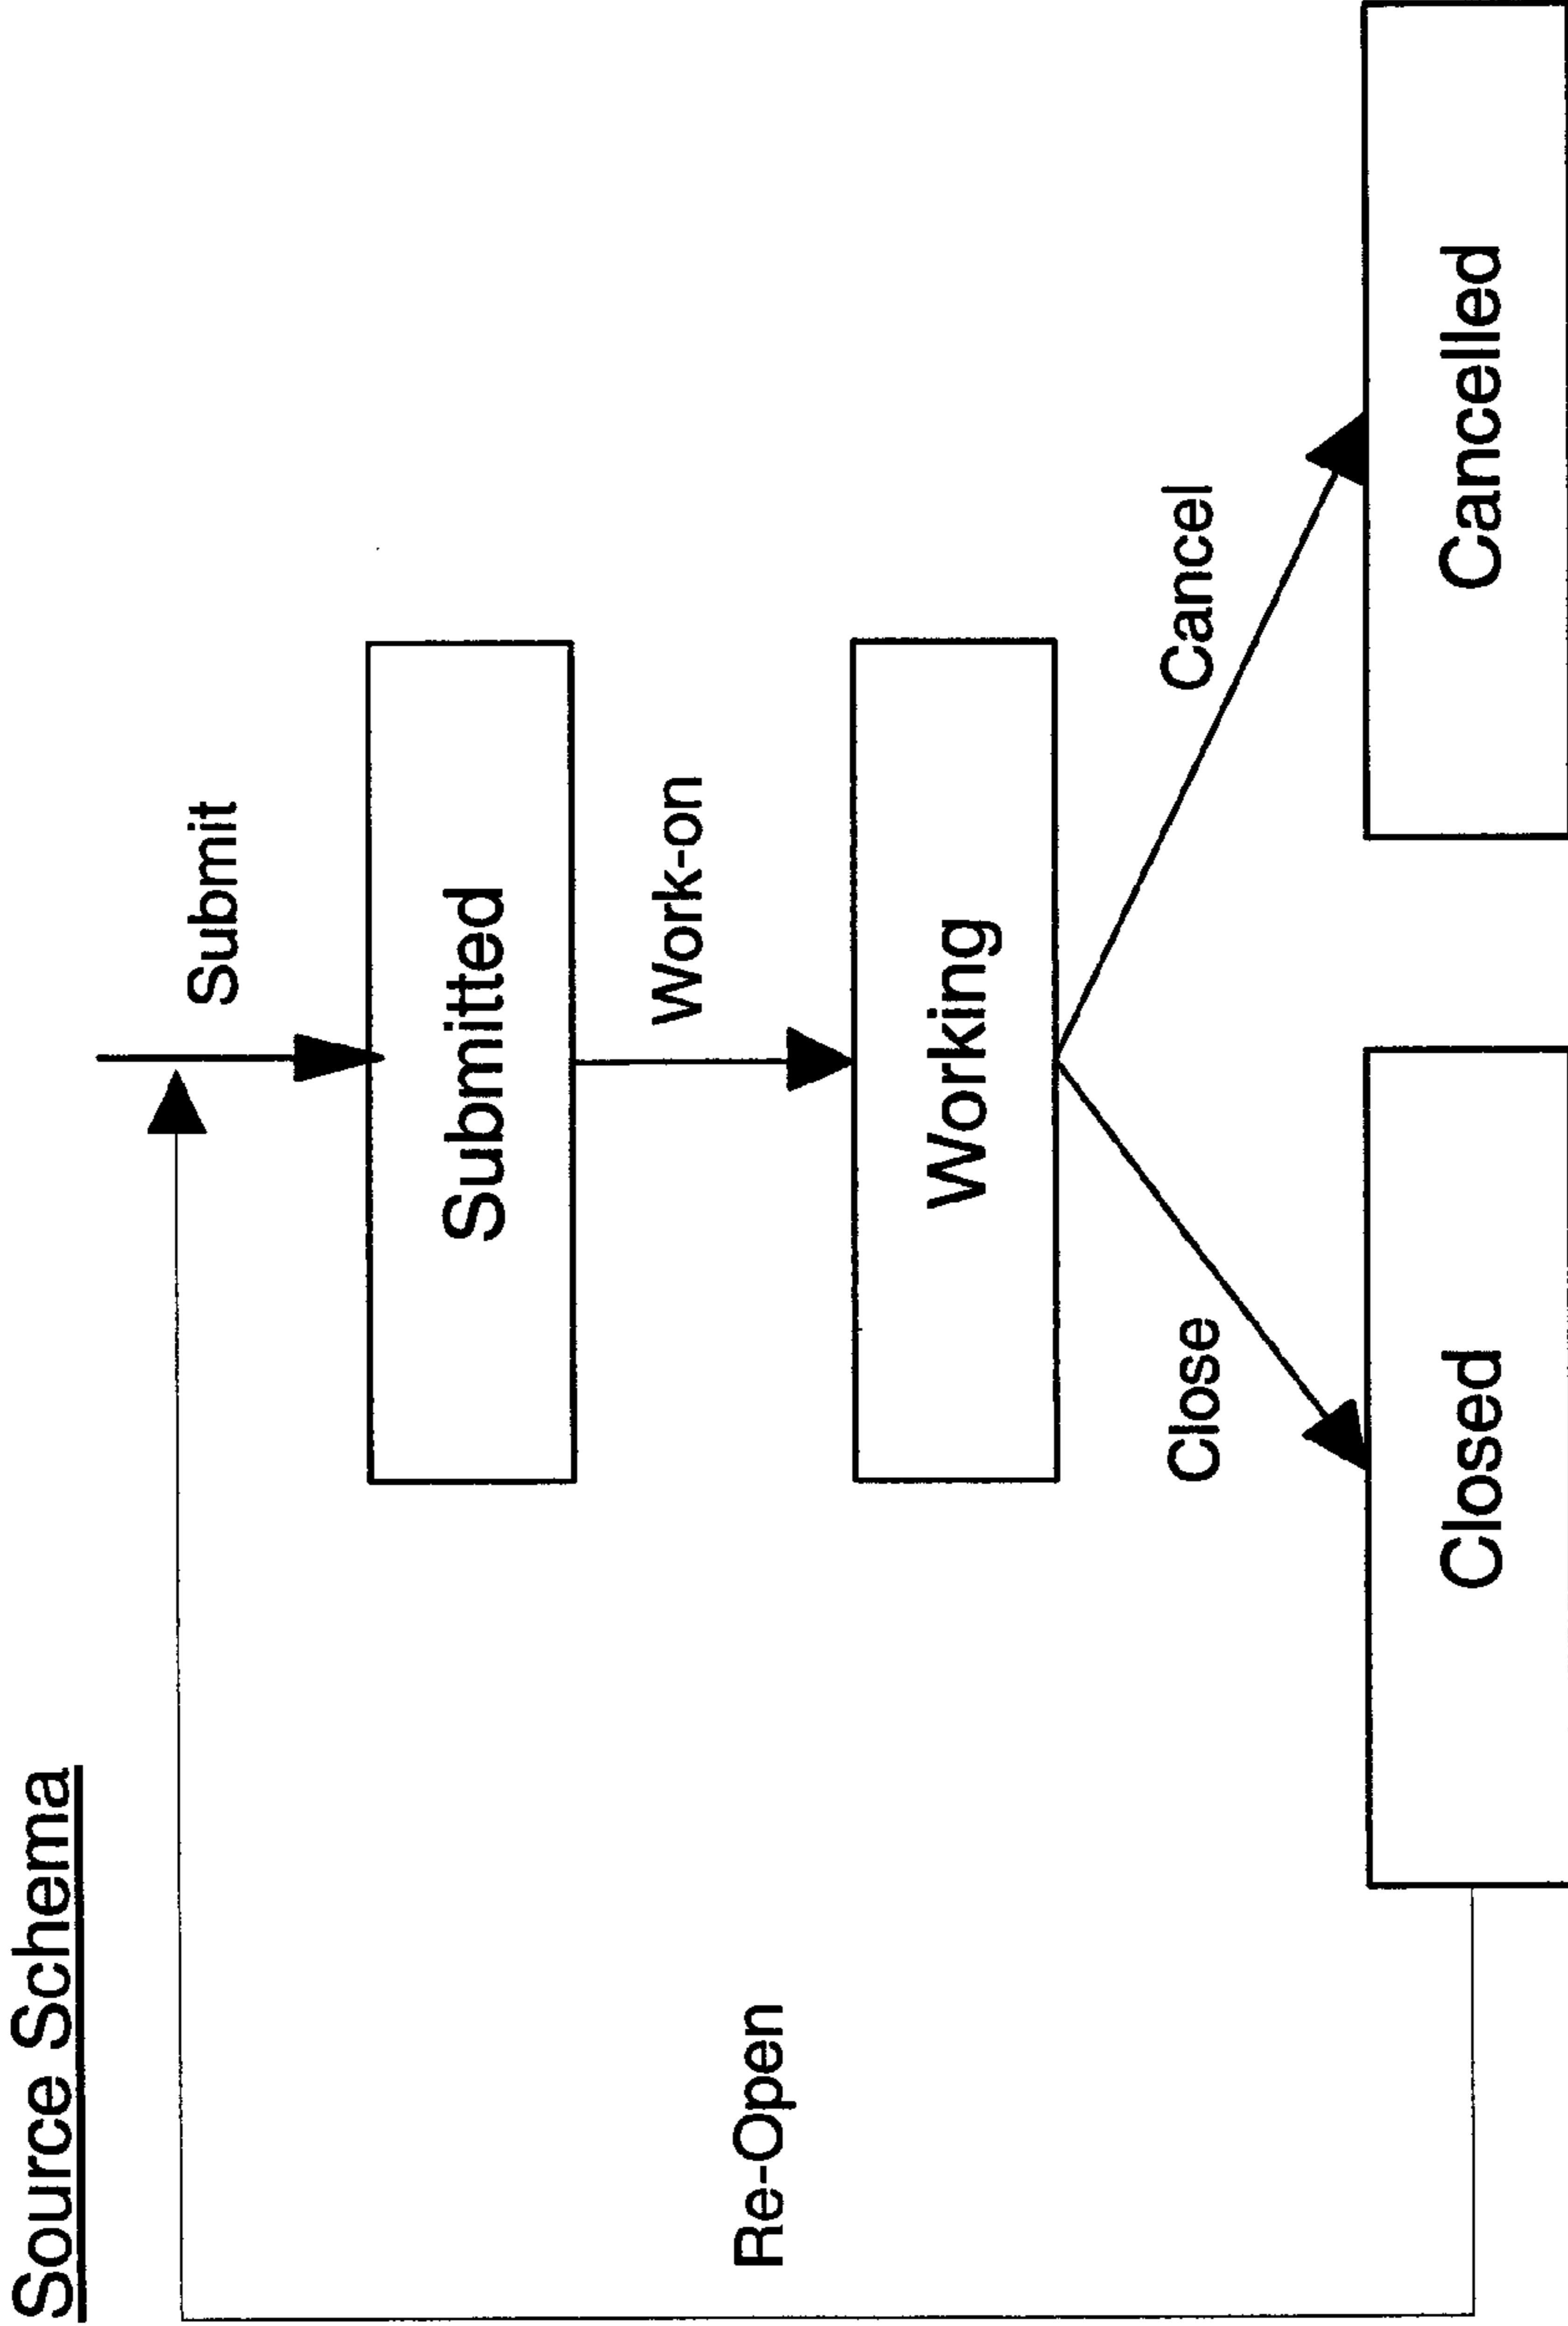 Source Schema
Submit
Submitted
Work-on
Working
Re-Open
Close
Cancel
Closed
Cancelled